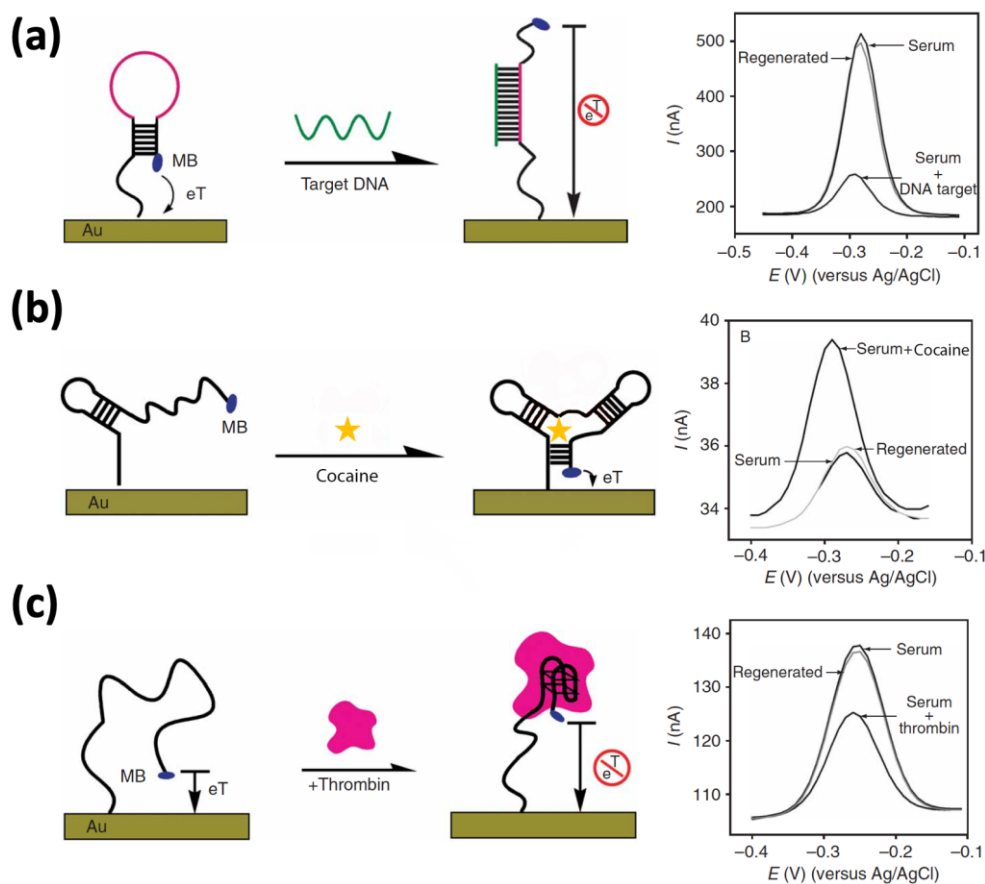 (a)
MB
eT
Au
Target DNA
eT
500
400
300
200
I (nA)
Regenerated
Serum
Serum
+
DNA target
−0.5 −0.4 −0.3 −0.2 −0.1
E (V) (versus Ag/AgCl)
(b)
MB
Au
Cocaine
eT
B
40
38
36
34
I (nA)
Serum+Cocaine
Regenerated
Serum
−0.4 −0.3 −0.2 −0.1
E (V) (versus Ag/AgCl)
(c)
MB
eT
Au
+Thrombin
eT
140
130
120
110
I (nA)
Serum
Regenerated
Serum
+
thrombin
−0.4 −0.3 −0.2 −0.1
E (V) (versus Ag/AgCl)